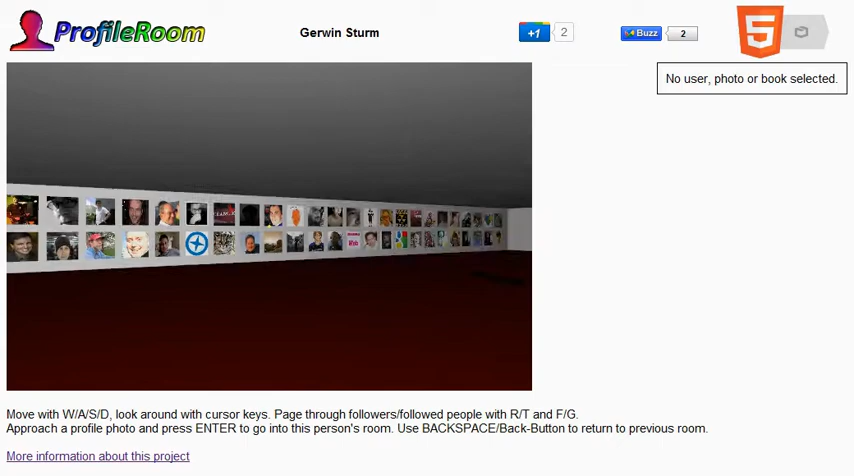 ProfileRoom
Gerwin Sturm
+1 2
Buzz 2
5
No user, photo or book selected.
Move with W/A/S/D, look around with cursor keys. Page through followers/followed people with R/T and F/G.
Approach a profile photo and press ENTER to go into this person's room. Use BACKSPACE/Back-Button to return to previous room.
More information about this project